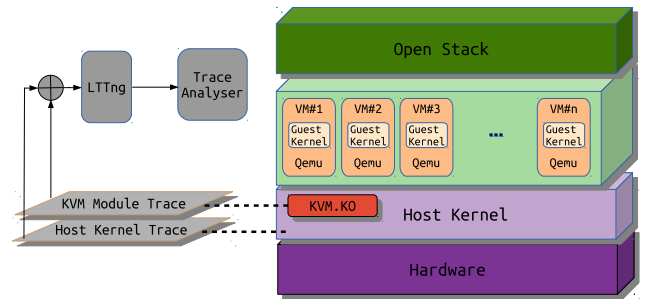 Open Stack
LTTng
Trace
Analyser
VM#1
Guest
Kernel
Qemu
VM#2
Guest
Kernel
Qemu
VM#3
Guest
Kernel
Qemu
...
VM#n
Guest
Kernel
Qemu
KVM Module Trace
KVM.KO
Host Kernel
Host Kernel Trace
Hardware